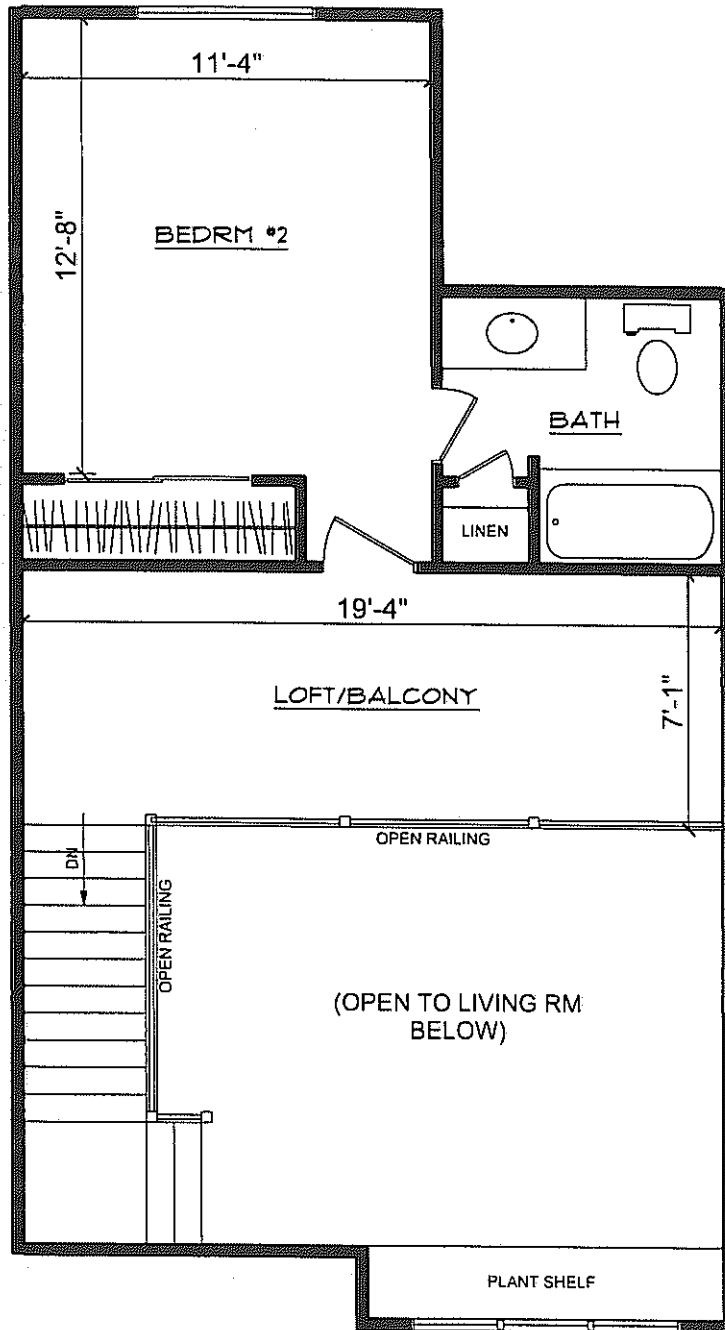 11'-4"
12'-8"
BEDRM #2
BATH
LINEN
19'-4"
LOFT/BALCONY
7'-1"
OPEN RAILING
DN
OPEN RAILING
(OPEN TO LIVING RM
BELOW)
PLANT SHELF